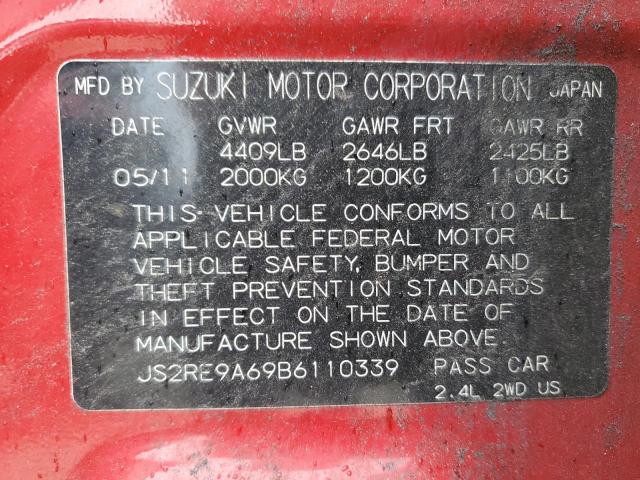 MFD BY SUZUKI MOTOR CORPORATION JAPAN
DATE GVWR GAWR FRT GAWR RR
4409LB 2646LB 2425LB
05/11 2000KG 1200KG 1100KG
THIS VEHICLE CONFORMS TO ALL
APPLICABLE FEDERAL MOTOR
VEHICLE SAFETY, BUMPER AND
THEFT PREVENTION STANDARDS
IN EFFECT ON THE DATE OF
MANUFACTURE SHOWN ABOVE.
JS2RE9A69B6110339 PASS CAR
2.4L 2WD US